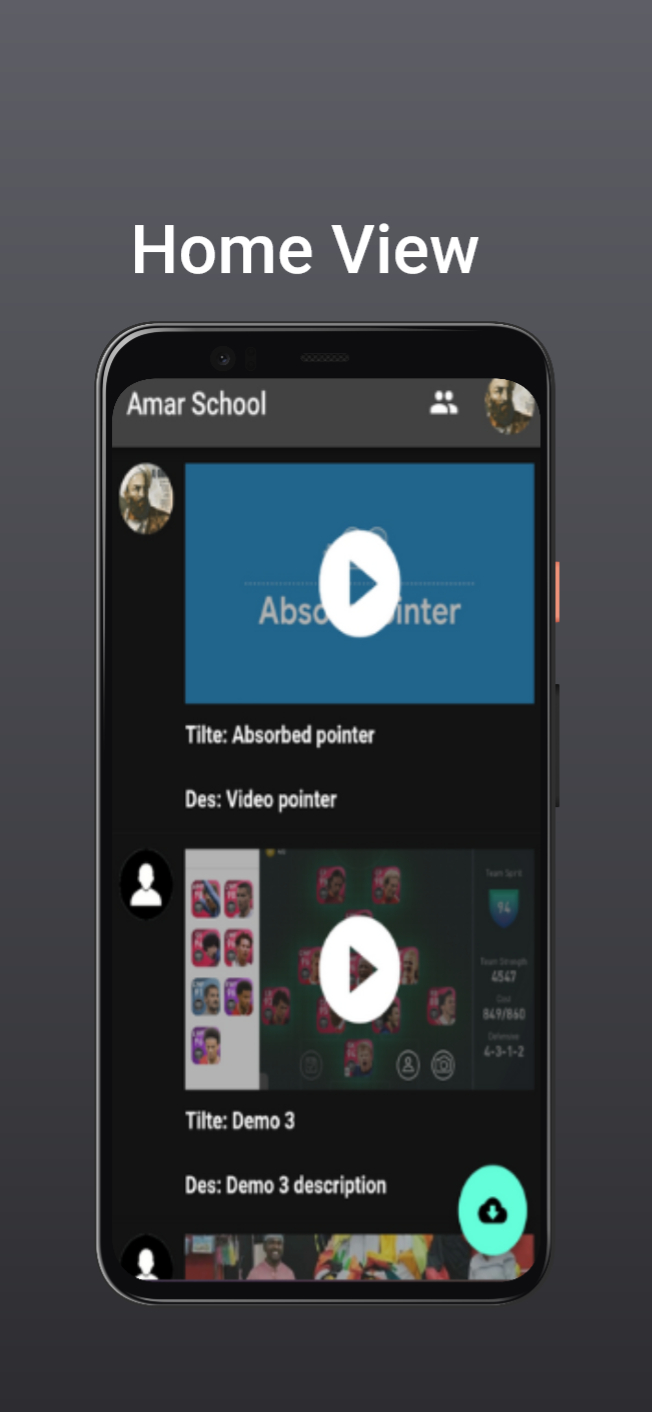 Home View
Amar School
Abso inter
Tilte: Absorbed pointer
Des: Video pointer
Team Spirit
94
Team Strength
4547
Cost
849/860
Defensive
4-3-1-2
Tilte: Demo 3
Des: Demo 3 description